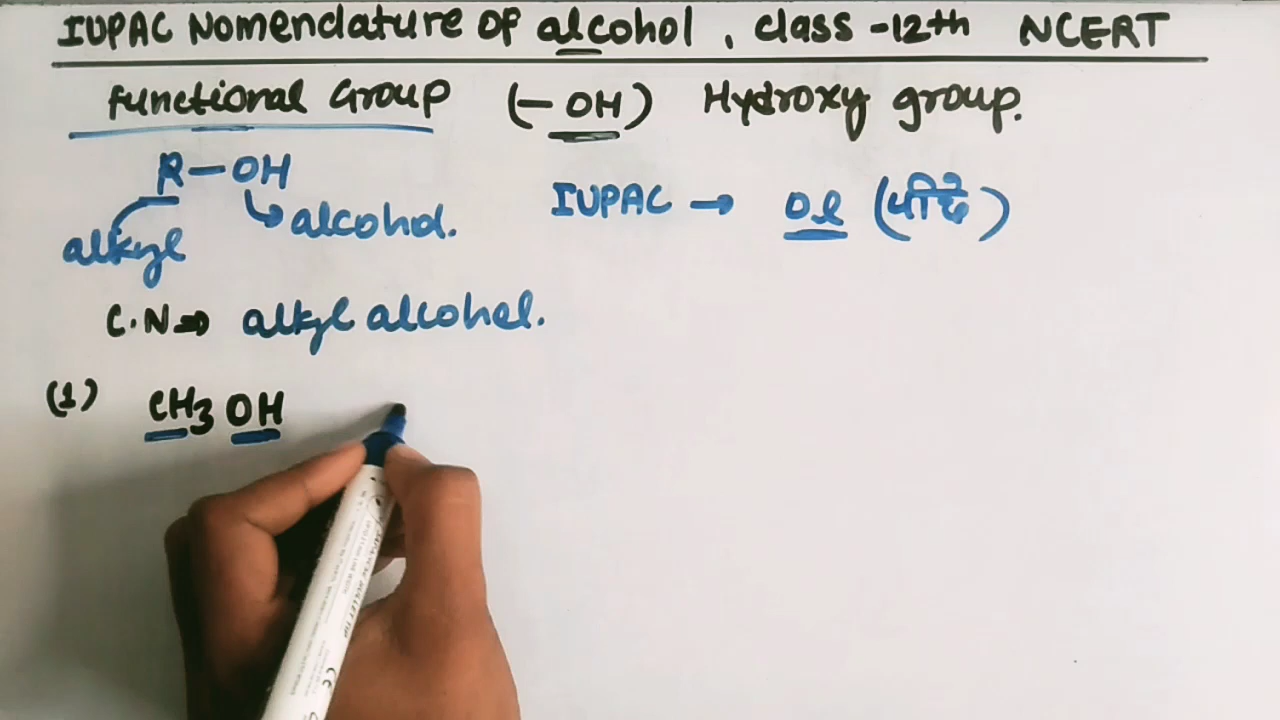 IUPAC Nomenclature OF alcohol, class -12th NCERT
Functional Group (-OH) Hydroxy group.
R-OH
alkyl
alcohol.
IUPAC → Ol (पीछे)
C.N ⇒ alkyl alcohol.
(1) CH3 OH